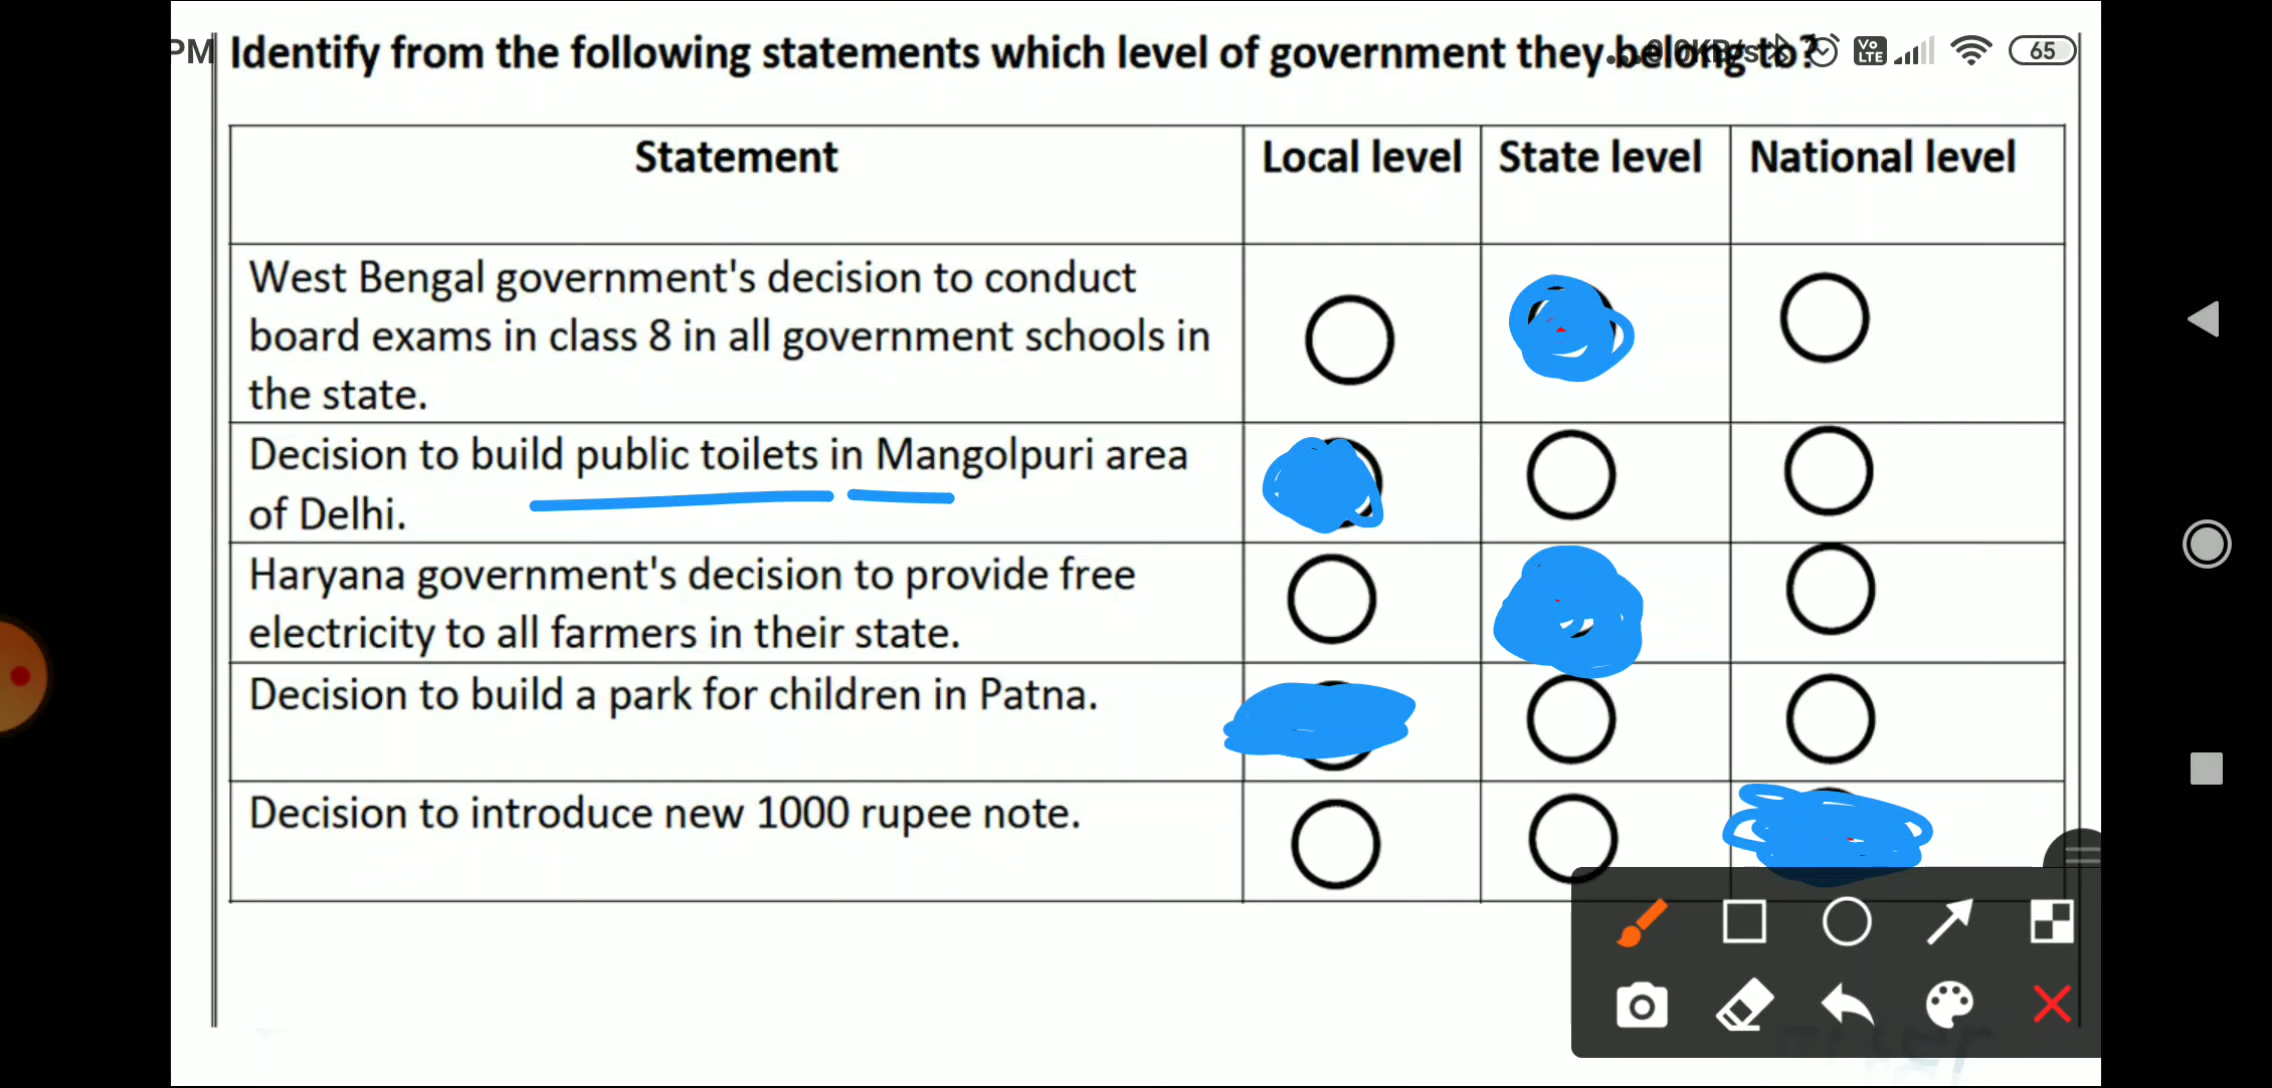 PM
Identify from the following statements which level of government they belong to?
65
Statement
Local level
State level
National level
West Bengal government's decision to conduct
board exams in class 8 in all government schools in
the state.
Decision to build public toilets in Mangolpuri area
of Delhi.
Haryana government's decision to provide free
electricity to all farmers in their state.
Decision to build a park for children in Patna.
Decision to introduce new 1000 rupee note.